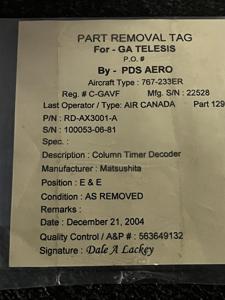 PART REMOVAL TAG
For - GA TELESIS
P.O. #
By - PDS AERO
Aircraft Type : 767-233ER
Reg. # C-GAVF Mfg. S/N : 22528
Last Operator / Type: AIR CANADA Part 129
P/N : RD-AX3001-A
S/N : 100053-06-81
Spec. :
Description : Column Timer Decoder
Manufacturer : Matsushita
Position : E & E
Condition : AS REMOVED
Remarks :
Date : December 21, 2004
Quality Control / A&P # : 563649132
Signature : Dale A Lackey